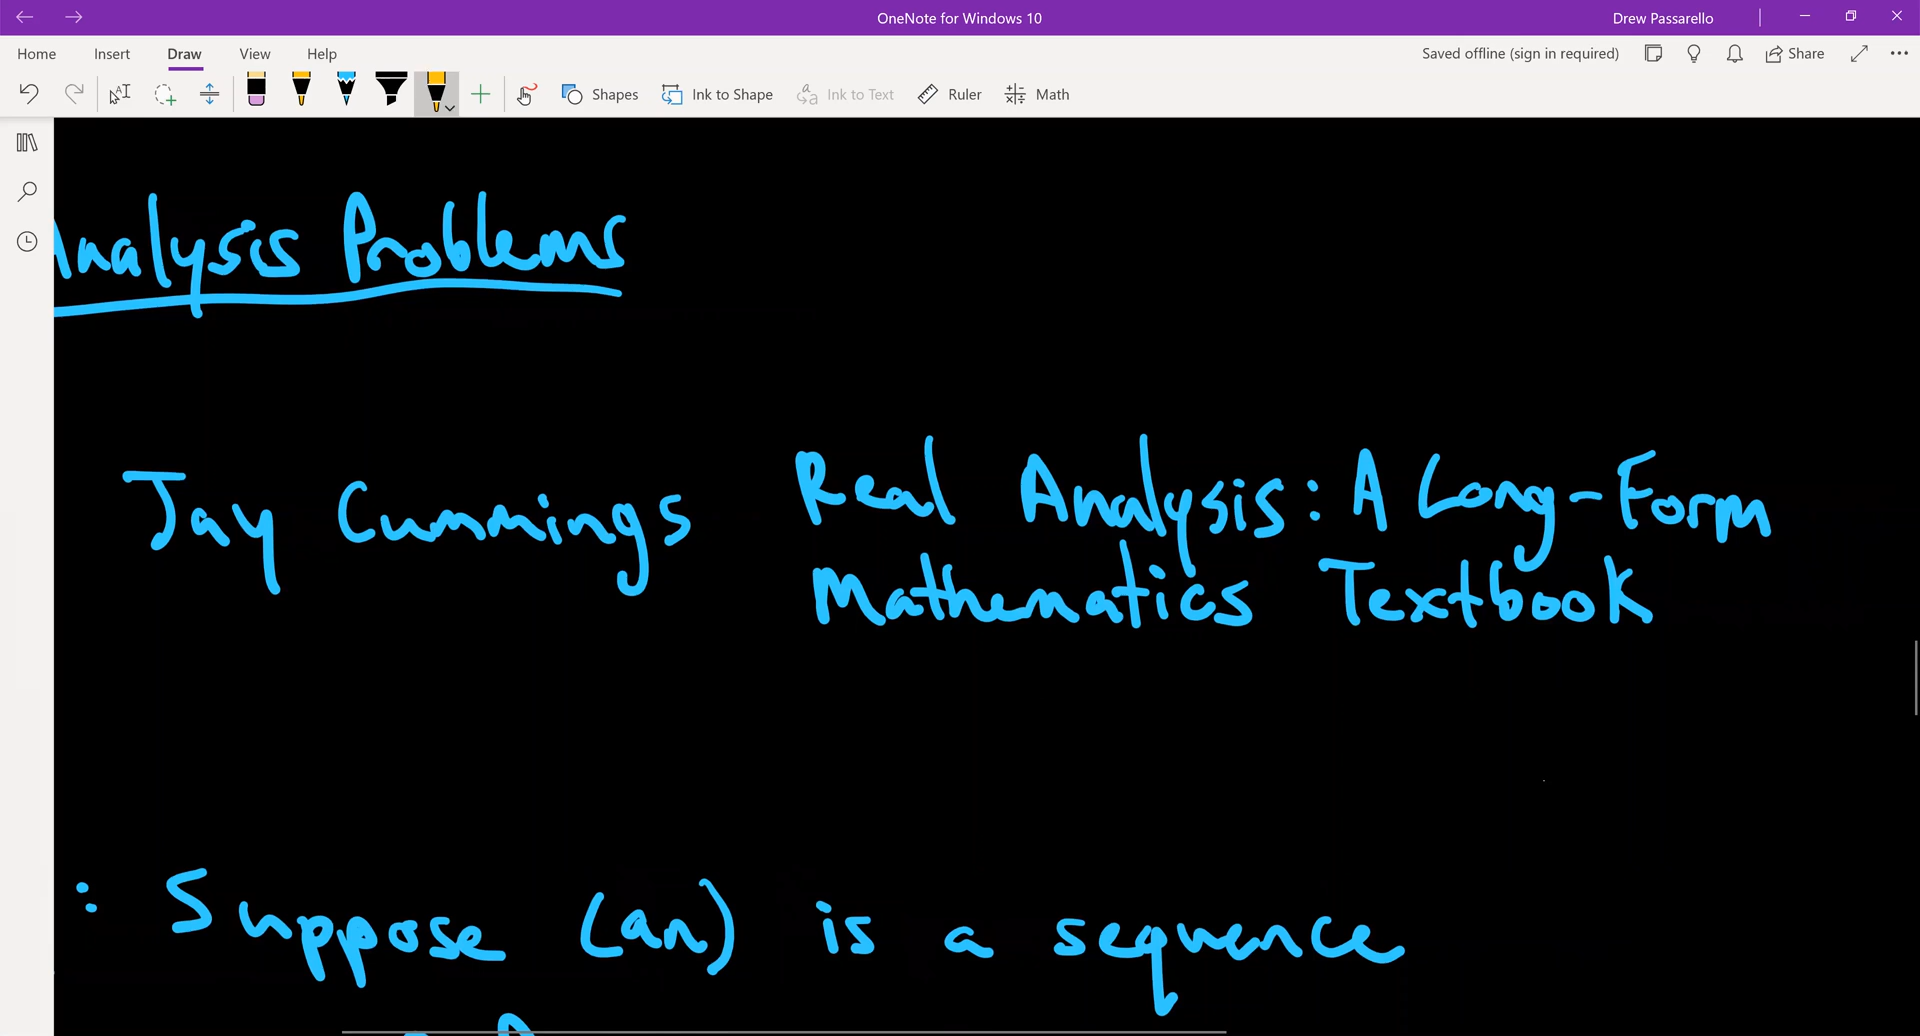 OneNote for Windows 10
Drew Passarello
Home Insert Draw View Help
Saved offline (sign in required) Share
Shapes Ink to Shape Ink to Text Ruler Math
Analysis Problems
Jay Cummings
Real Analysis: A Long-Form
Mathematics Textbook
: Suppose (an) is a sequence